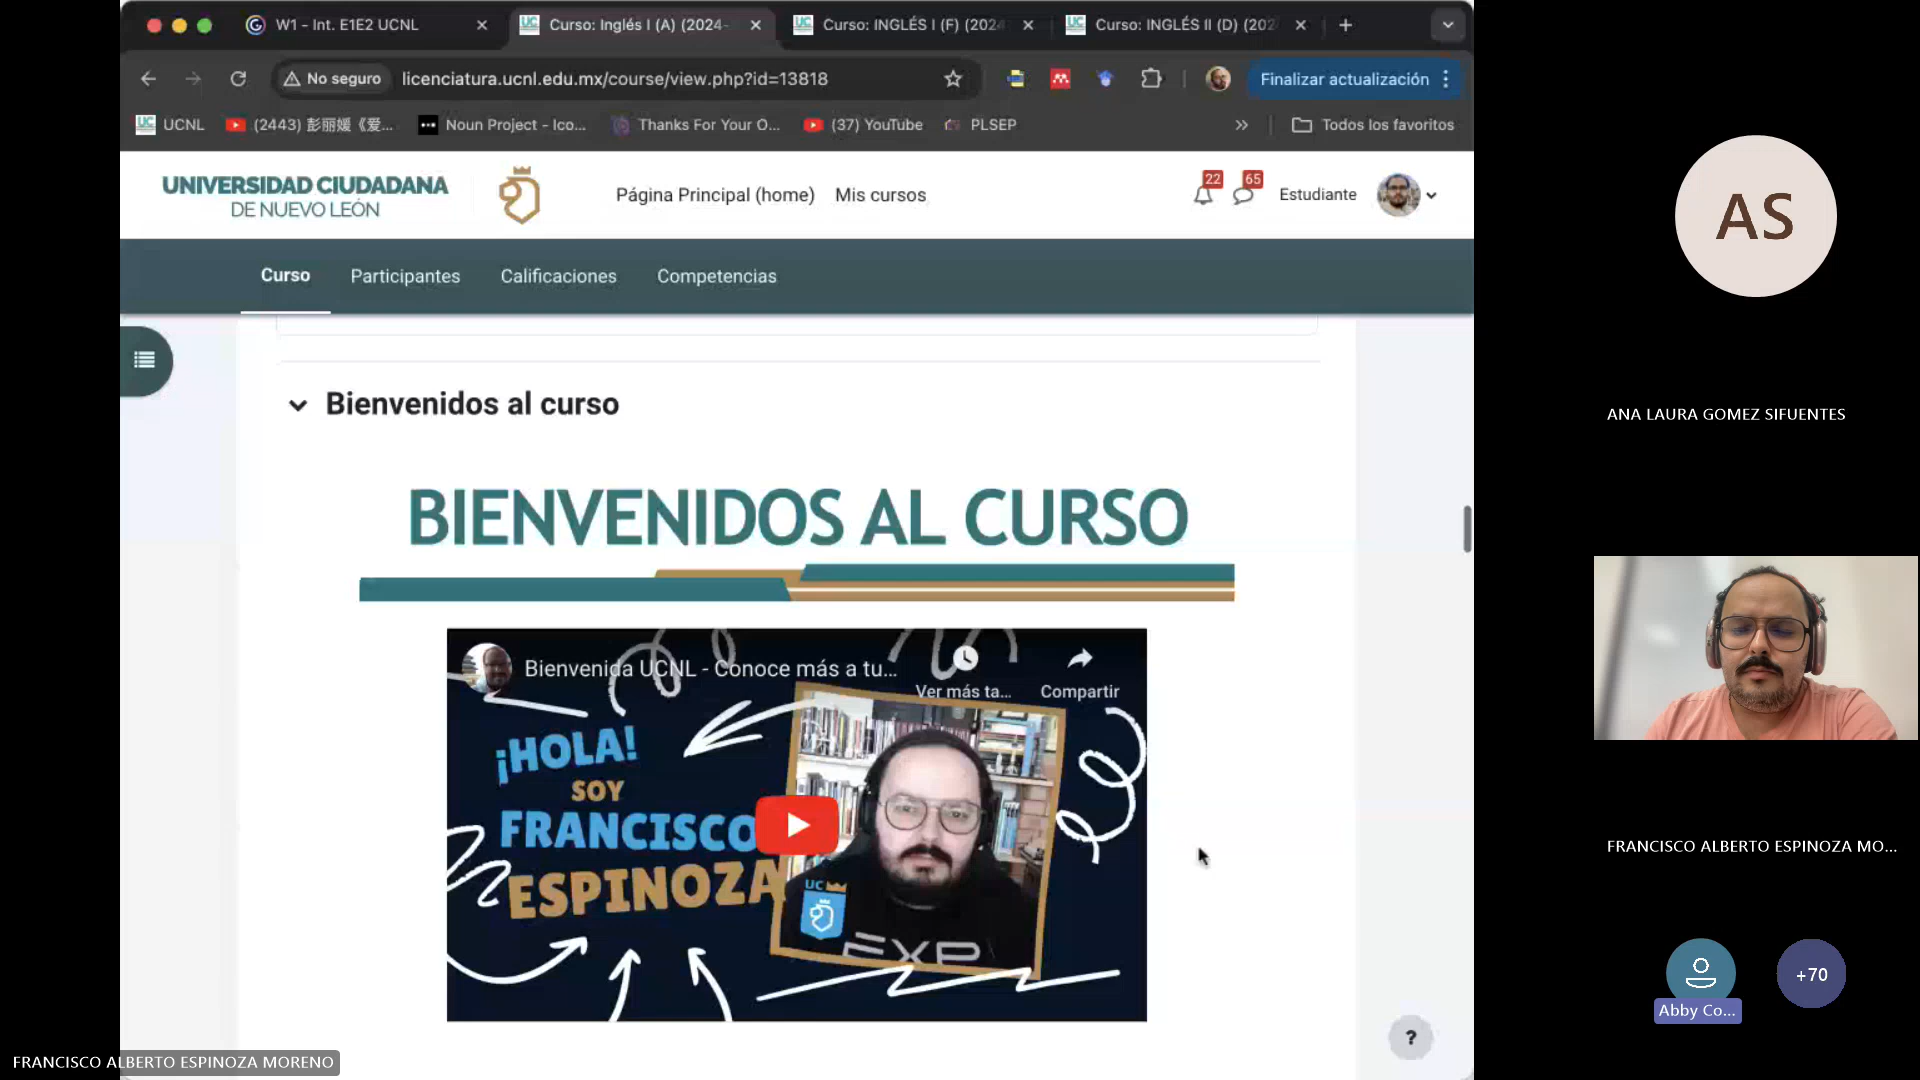 W1 - Int. E1E2 UCNL
Curso: Inglés I (A) (2024-
Curso: INGLÉS I (F) (2024
Curso: INGLÉS II (D) (202
No seguro
licenciatura.ucnl.edu.mx/course/view.php?id=13818
Finalizar actualización
UCNL
(2443) 彭丽媛《爱...
Noun Project - Ico...
Thanks For Your O...
(37) YouTube
PLSEP
Todos los favoritos
UNIVERSIDAD CIUDADANA
DE NUEVO LEÓN
Página Principal (home)
Mis cursos
22
65
Estudiante
Curso
Participantes
Calificaciones
Competencias
Bienvenidos al curso
BIENVENIDOS AL CURSO
Bienvenida UCNL - Conoce más a tu...
Ver más ta...
Compartir
¡HOLA!
SOY
FRANCISCO
ESPINOZA
UC
EXP
?
FRANCISCO ALBERTO ESPINOZA MORENO
AS
ANA LAURA GOMEZ SIFUENTES
FRANCISCO ALBERTO ESPINOZA MO...
+70
Abby Co...